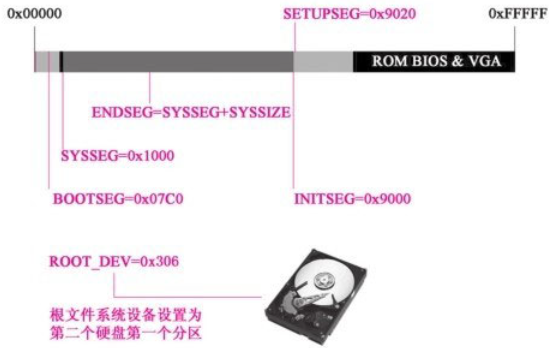 0x00000
SETUPSEG=0x9020
0xFFFFF
ROM BIOS & VGA
ENDSEG=SYSSEG+SYSSIZE
SYSSEG=0x1000
BOOTSEG=0x07C0
INITSEG=0x9000
ROOT_DEV=0x306
根文件系统设备设置为
第二个硬盘第一个分区